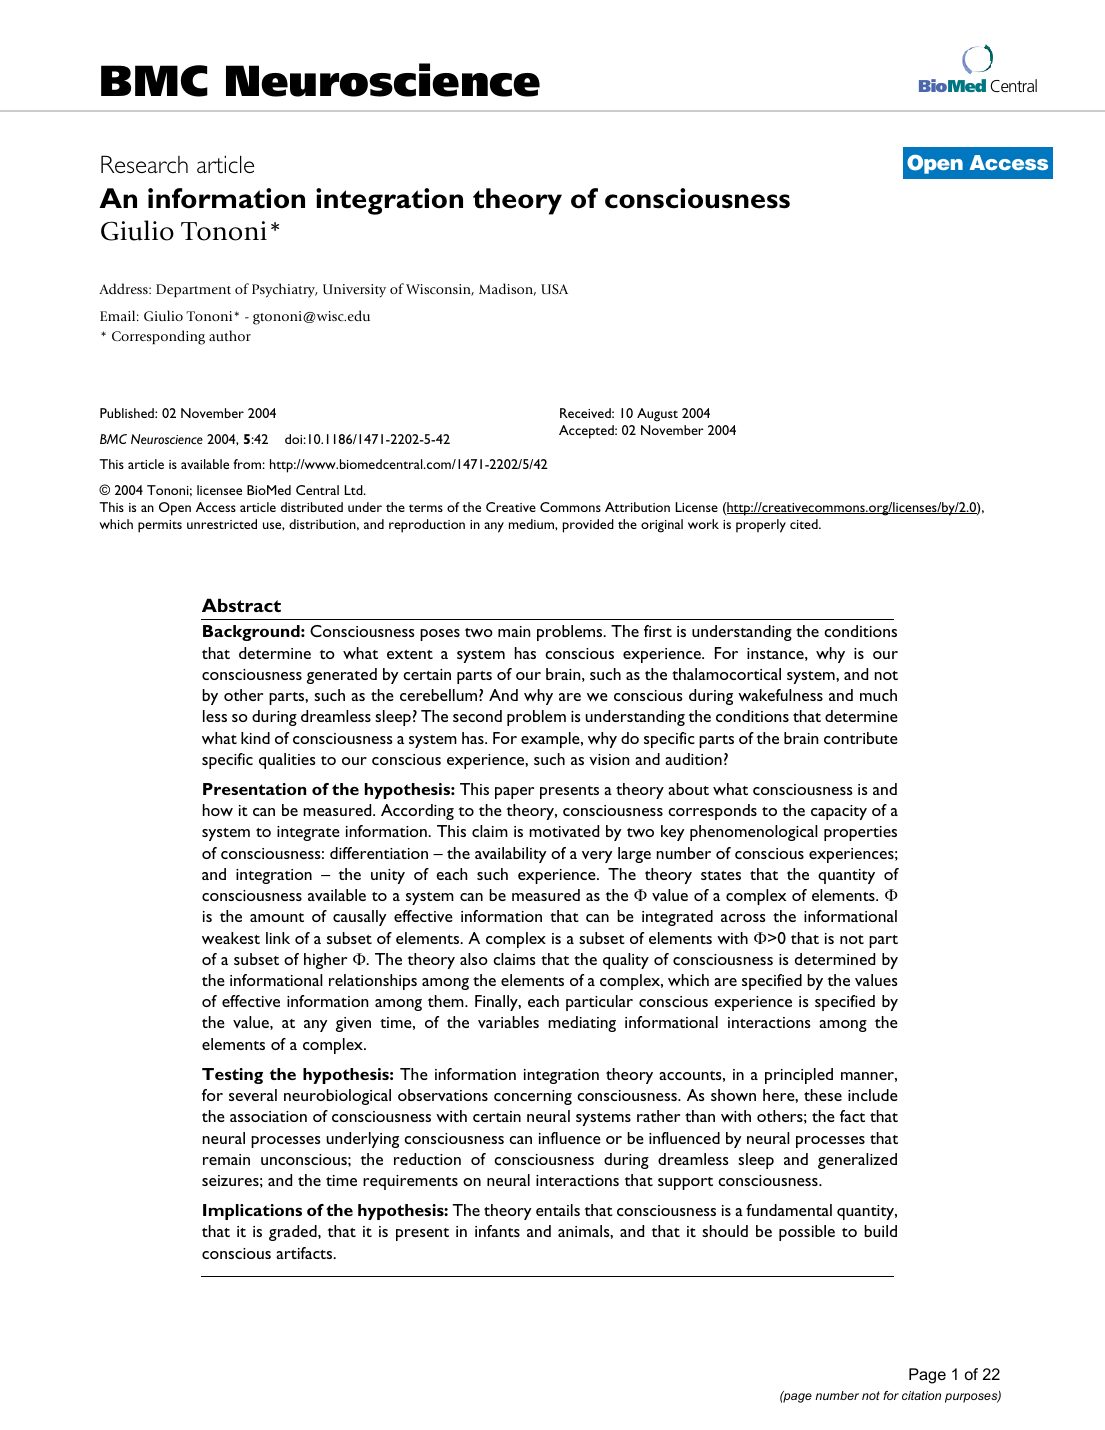 BMC Neuroscience
BioMed Central
Research article
Open Access
An information integration theory of consciousness
Giulio Tononi*
Address: Department of Psychiatry, University of Wisconsin, Madison, USA
Email: Giulio Tononi* - gtononi@wisc.edu
* Corresponding author
Published: 02 November 2004
BMC Neuroscience 2004, 5:42 doi:10.1186/1471-2202-5-42
Received: 10 August 2004
Accepted: 02 November 2004
This article is available from: http://www.biomedcentral.com/1471-2202/5/42
© 2004 Tononi; licensee BioMed Central Ltd.
This is an Open Access article distributed under the terms of the Creative Commons Attribution License (http://creativecommons.org/licenses/by/2.0),
which permits unrestricted use, distribution, and reproduction in any medium, provided the original work is properly cited.
Abstract
Background: Consciousness poses two main problems. The first is understanding the conditions
that determine to what extent a system has conscious experience. For instance, why is our
consciousness generated by certain parts of our brain, such as the thalamocortical system, and not
by other parts, such as the cerebellum? And why are we conscious during wakefulness and much
less so during dreamless sleep? The second problem is understanding the conditions that determine
what kind of consciousness a system has. For example, why do specific parts of the brain contribute
specific qualities to our conscious experience, such as vision and audition?
Presentation of the hypothesis: This paper presents a theory about what consciousness is and
how it can be measured. According to the theory, consciousness corresponds to the capacity of a
system to integrate information. This claim is motivated by two key phenomenological properties
of consciousness: differentiation – the availability of a very large number of conscious experiences;
and integration – the unity of each such experience. The theory states that the quantity of
consciousness available to a system can be measured as the Φ value of a complex of elements. Φ
is the amount of causally effective information that can be integrated across the informational
weakest link of a subset of elements. A complex is a subset of elements with Φ>0 that is not part
of a subset of higher Φ. The theory also claims that the quality of consciousness is determined by
the informational relationships among the elements of a complex, which are specified by the values
of effective information among them. Finally, each particular conscious experience is specified by
the value, at any given time, of the variables mediating informational interactions among the
elements of a complex.
Testing the hypothesis: The information integration theory accounts, in a principled manner,
for several neurobiological observations concerning consciousness. As shown here, these include
the association of consciousness with certain neural systems rather than with others; the fact that
neural processes underlying consciousness can influence or be influenced by neural processes that
remain unconscious; the reduction of consciousness during dreamless sleep and generalized
seizures; and the time requirements on neural interactions that support consciousness.
Implications of the hypothesis: The theory entails that consciousness is a fundamental quantity,
that it is graded, that it is present in infants and animals, and that it should be possible to build
conscious artifacts.
Page 1 of 22
(page number not for citation purposes)